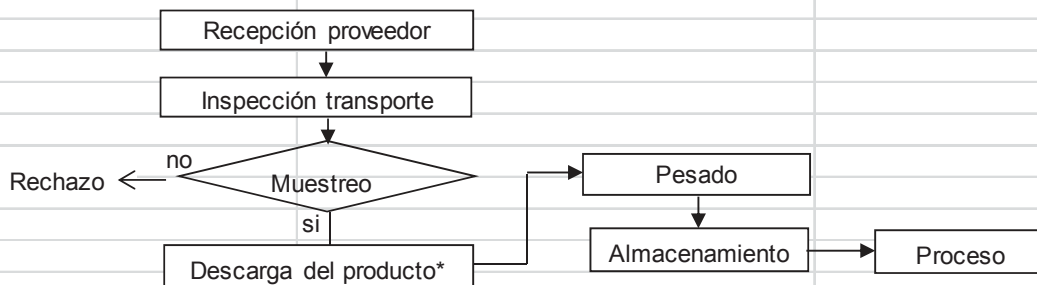 Recepción proveedor
Inspección transporte
no
Rechazo
Muestreo
si
Descarga del producto*
Pesado
Almacenamiento
Proceso